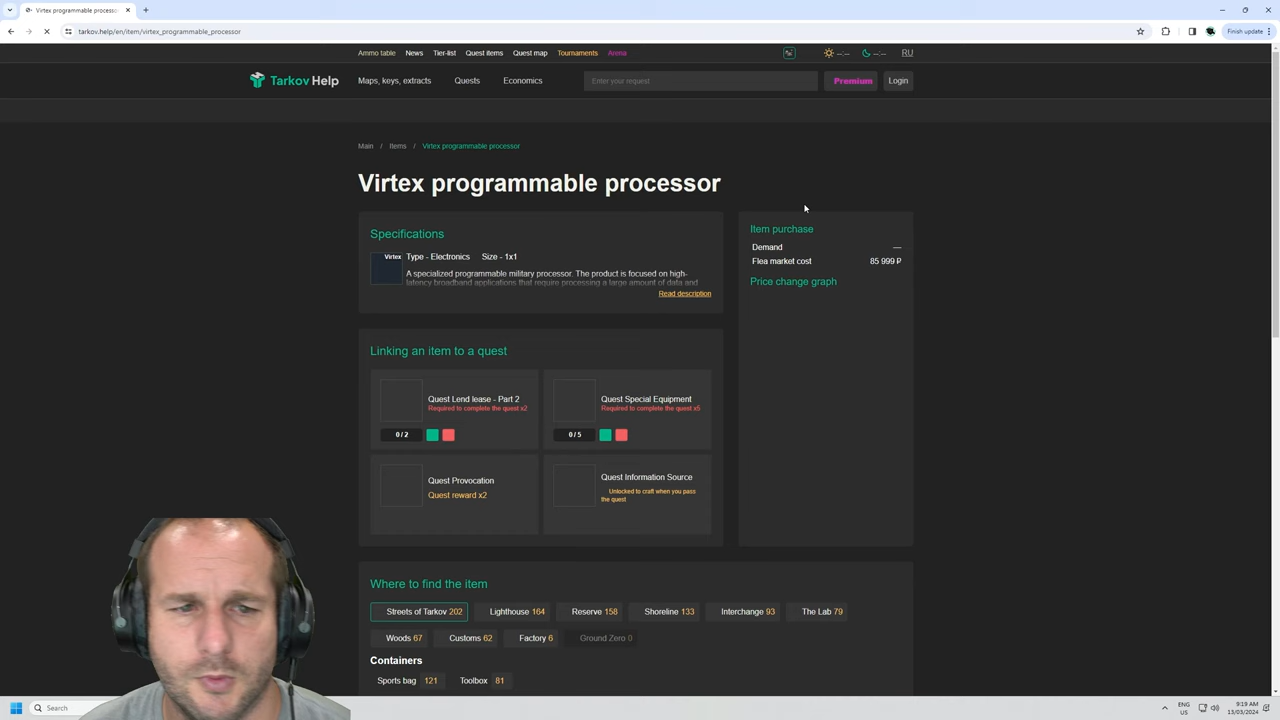 Virtex programmable processor
tarkov.help/en/item/virtex_programmable_processor
Finish update
Ammo table News Tier-list Quest items Quest map Tournaments Arena
--:-- --:-- RU
Tarkov Help Maps, keys, extracts Quests Economics Enter your request Premium Login
Main / Items / Virtex programmable processor
Virtex programmable processor
Specifications
Virtex Type - Electronics Size - 1x1
A specialized programmable military processor. The product is focused on high-
latency broadband applications that require processing a large amount of data and
Read description
Item purchase
Demand —
Flea market cost 85 999 ₽
Price change graph
Linking an item to a quest
Quest Lend lease - Part 2
Required to complete the quest x2
0 / 2
Quest Special Equipment
Required to complete the quest x5
0 / 5
Quest Provocation
Quest reward x2
Quest Information Source
Unlocked to craft when you pass
the quest
Where to find the item
Streets of Tarkov 202 Lighthouse 164 Reserve 158 Shoreline 133 Interchange 93 The Lab 79
Woods 67 Customs 62 Factory 6 Ground Zero 0
Containers
Sports bag 121 Toolbox 81
Search
ENG
US
9:19 AM
13/03/2024